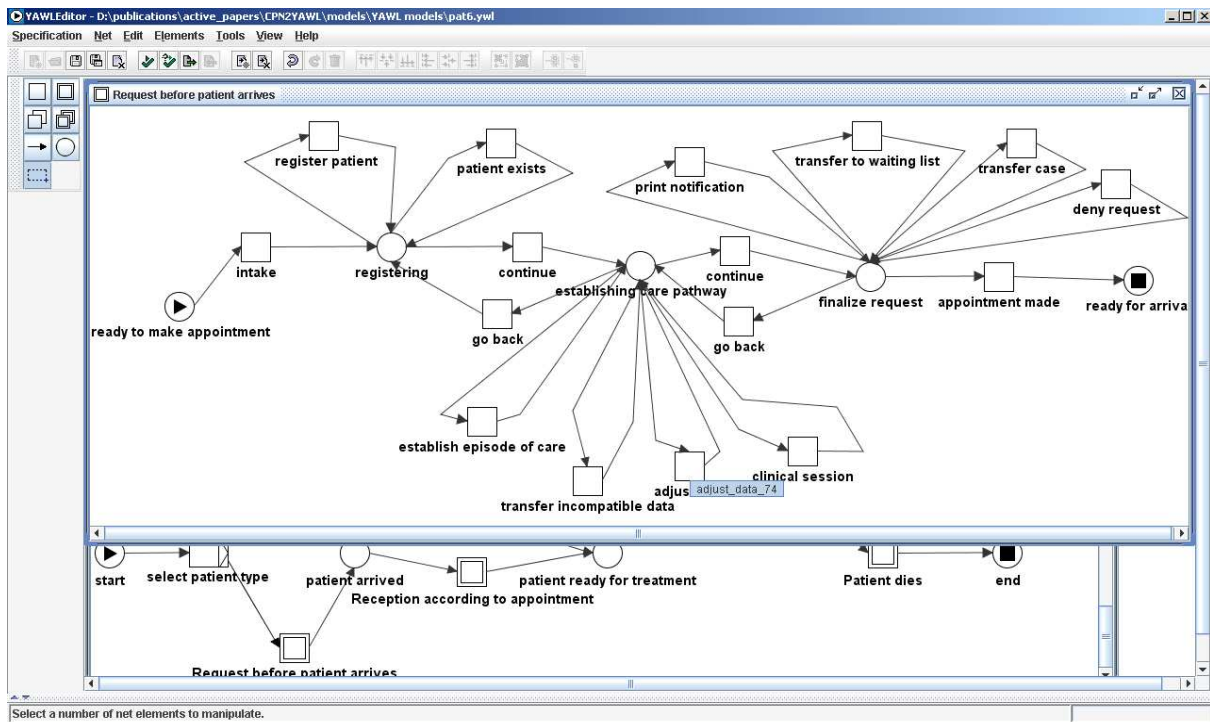 YAWLEditor - D:\publications\active_papers\CPN2YAWL\models\YAWL models\pat6.ywl
Specification Net Edit Elements Tools View Help
Request before patient arrives
register patient
patient exists
print notification
transfer to waiting list
transfer case
deny request
intake
registering
continue
establishing care pathway
continue
finalize request
appointment made
ready for arriva
ready to make appointment
go back
go back
establish episode of care
transfer incompatible data
adjus
adjust_data_74
clinical session
start
select patient type
patient arrived
Reception according to appointment
patient ready for treatment
Patient dies
end
Request before patient arrives
Select a number of net elements to manipulate.